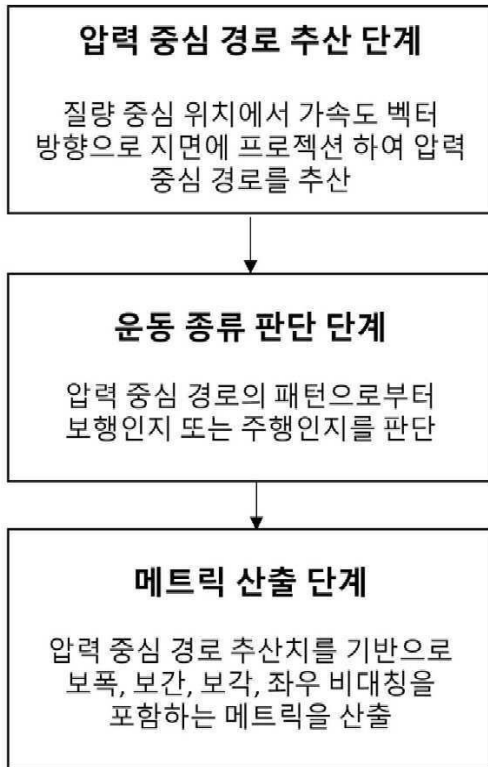 압력 중심 경로 추산 단계
질량 중심 위치에서 가속도 벡터
방향으로 지면에 프로젝션 하여 압력
중심 경로를 추산
운동 종류 판단 단계
압력 중심 경로의 패턴으로부터
보행인지 또는 주행인지를 판단
메트릭 산출 단계
압력 중심 경로 추산치를 기반으로
보폭, 보간, 보각, 좌우 비대칭을
포함하는 메트릭을 산출